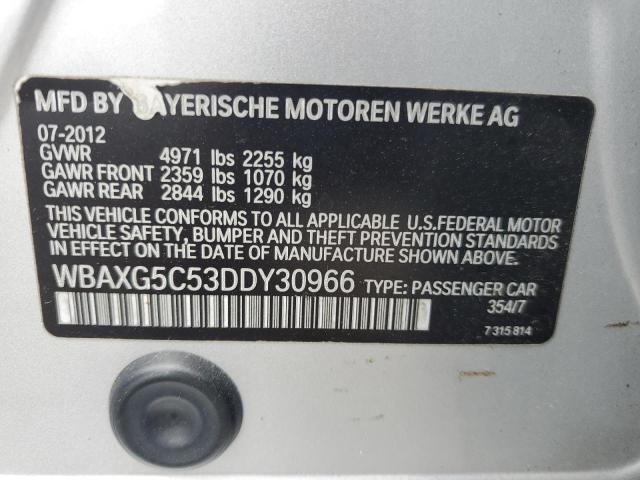 MFD BY BAYERISCHE MOTOREN WERKE AG
07-2012
GVWR 4971 lbs 2255 kg
GAWR FRONT 2359 lbs 1070 kg
GAWR REAR 2844 lbs 1290 kg
THIS VEHICLE CONFORMS TO ALL APPLICABLE U.S.FEDERAL MOTOR
VEHICLE SAFETY, BUMPER AND THEFT PREVENTION STANDARDS
IN EFFECT ON THE DATE OF MANUFACTURE SHOWN ABOVE.
WBAXG5C53DDY30966 TYPE: PASSENGER CAR
354/7
7 315 814